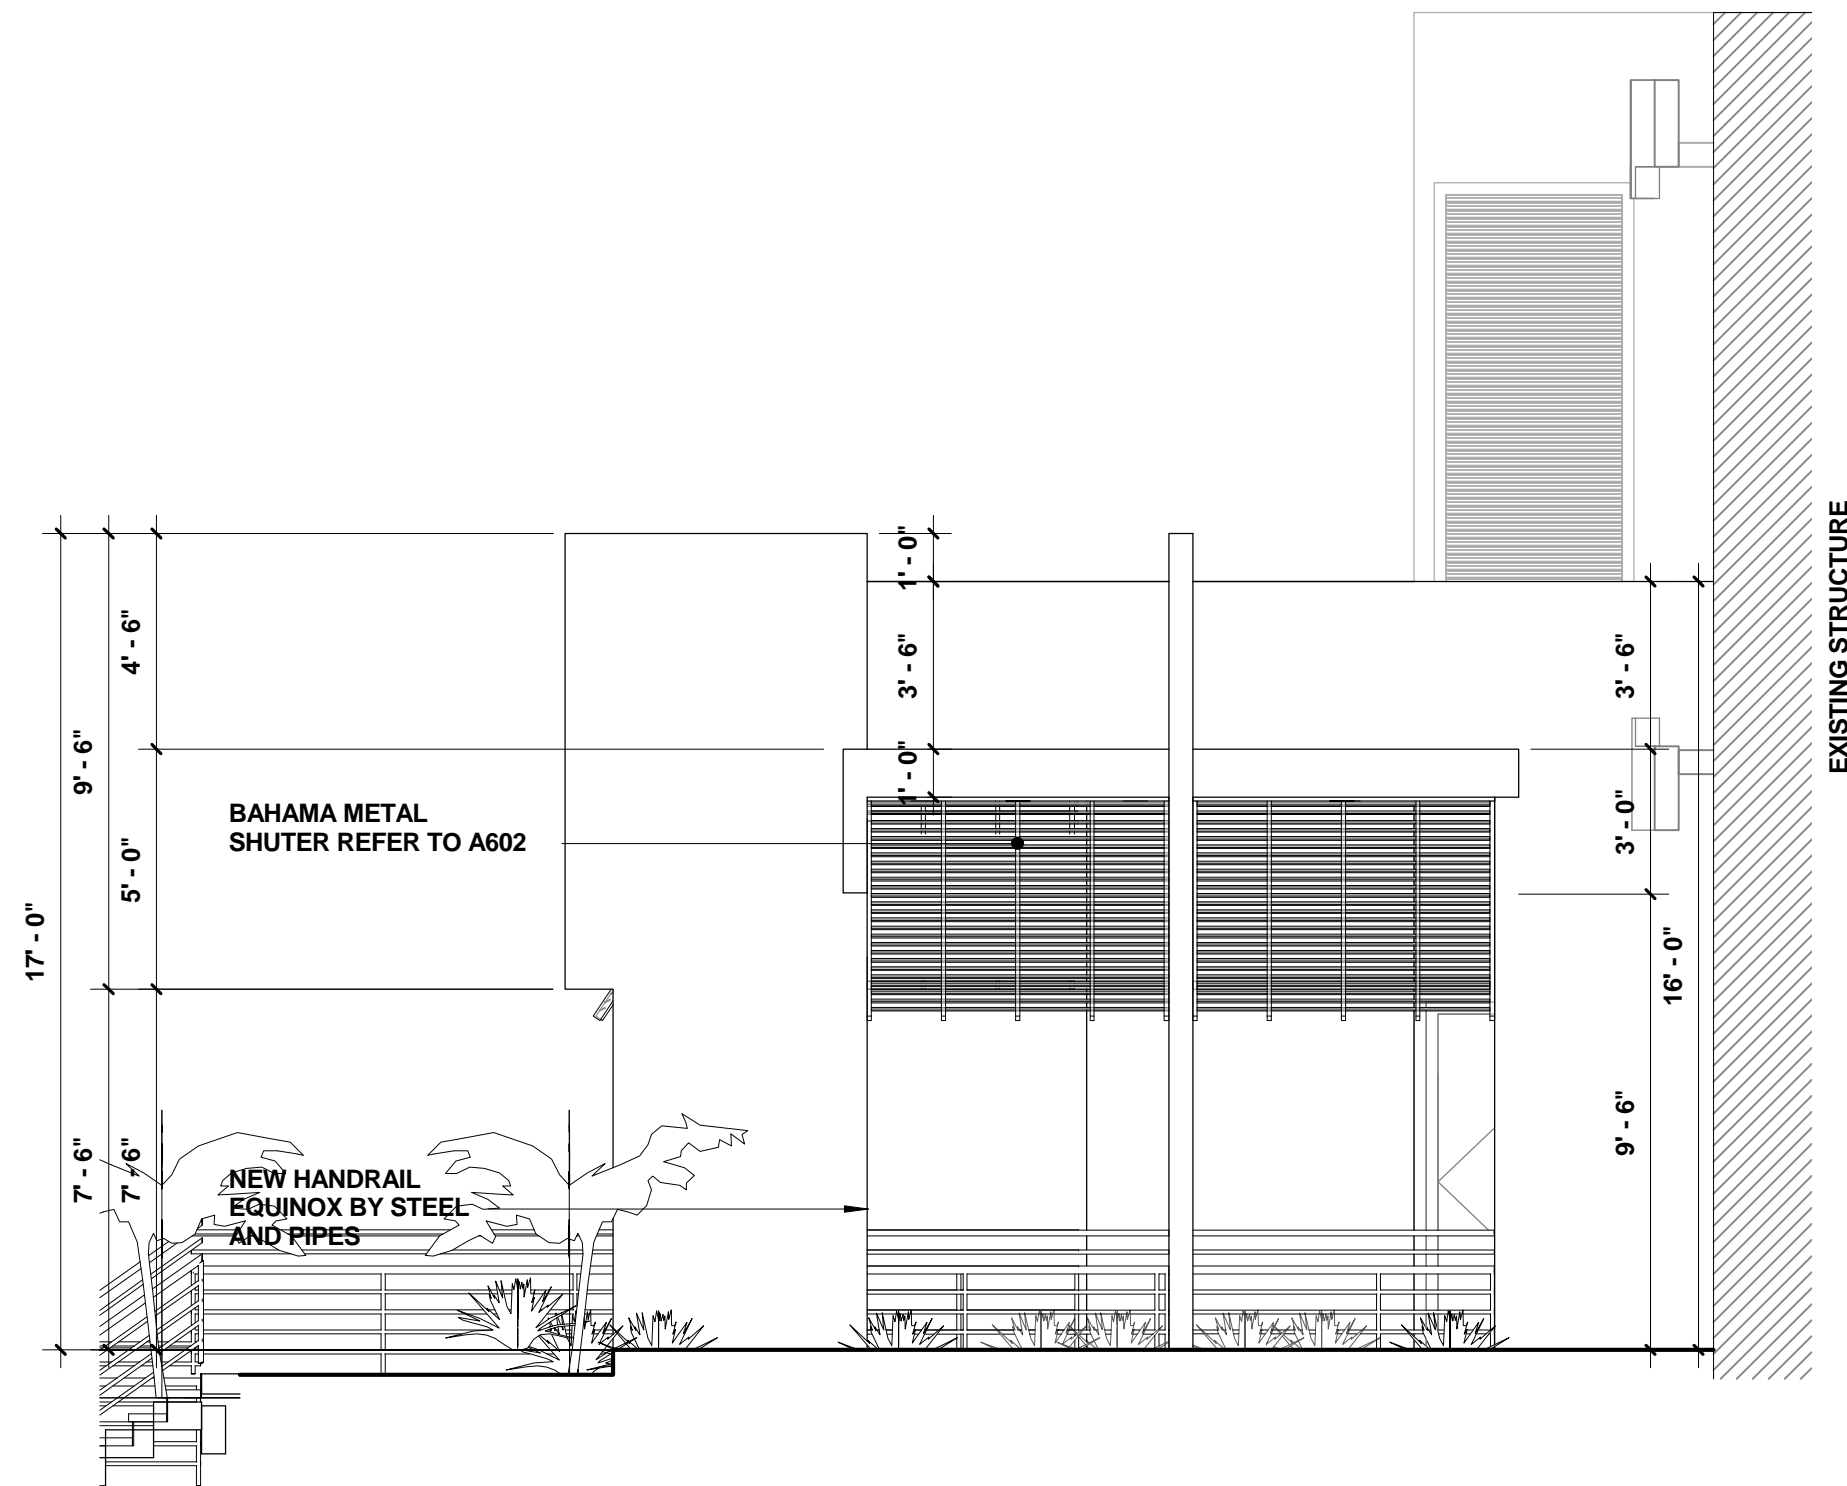 EXISTING STRUCTURE
1' - 0"
4' - 6"
3' - 6"
3' - 6"
9' - 6"
1' - 0"
BAHAMA METAL
SHUTER REFER TO A602
3' - 0"
5' - 0"
17' - 0"
16' - 0"
9' - 6"
7' - 6"
7' - 6"
NEW HANDRAIL
EQUINOX BY STEEL
AND PIPES